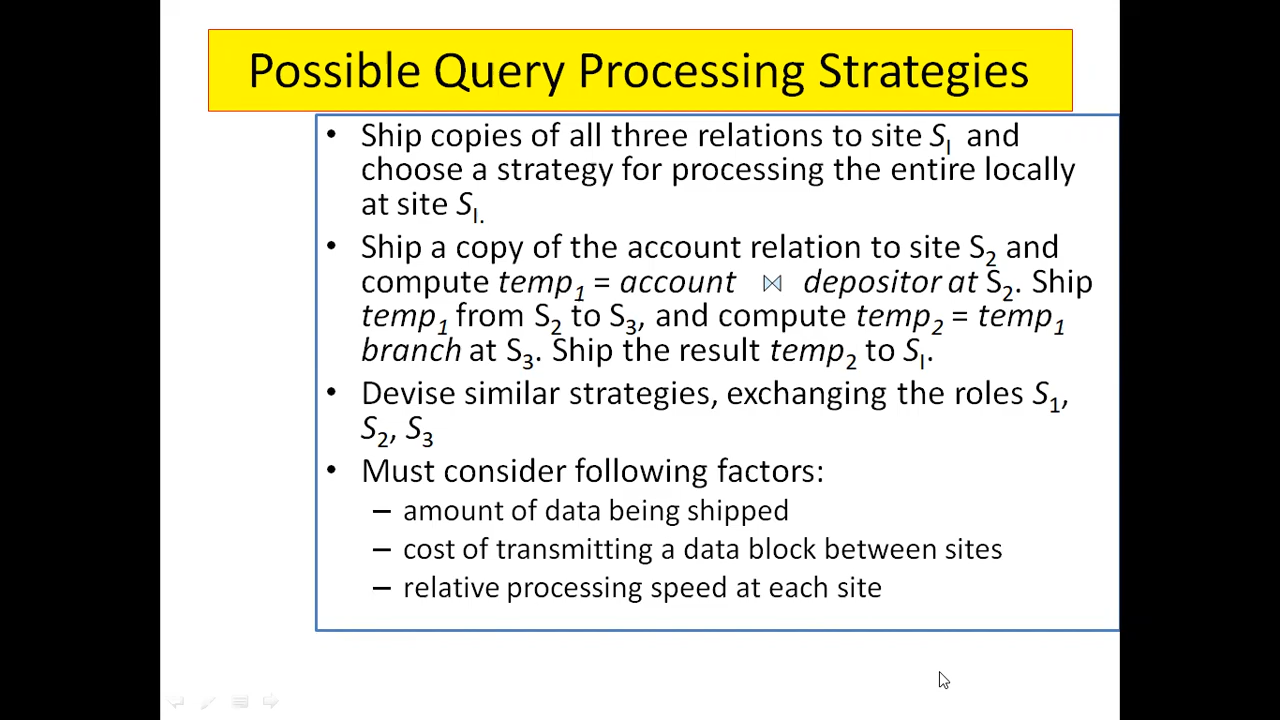 Possible Query Processing Strategies
• Ship copies of all three relations to site S_I and
choose a strategy for processing the entire locally
at site S_I.
• Ship a copy of the account relation to site S₂ and
compute temp₁ = account ⋈ depositor at S₂. Ship
temp₁ from S₂ to S₃, and compute temp₂ = temp₁
branch at S₃. Ship the result temp₂ to S_I.
• Devise similar strategies, exchanging the roles S₁,
S₂, S₃
• Must consider following factors:
– amount of data being shipped
– cost of transmitting a data block between sites
– relative processing speed at each site